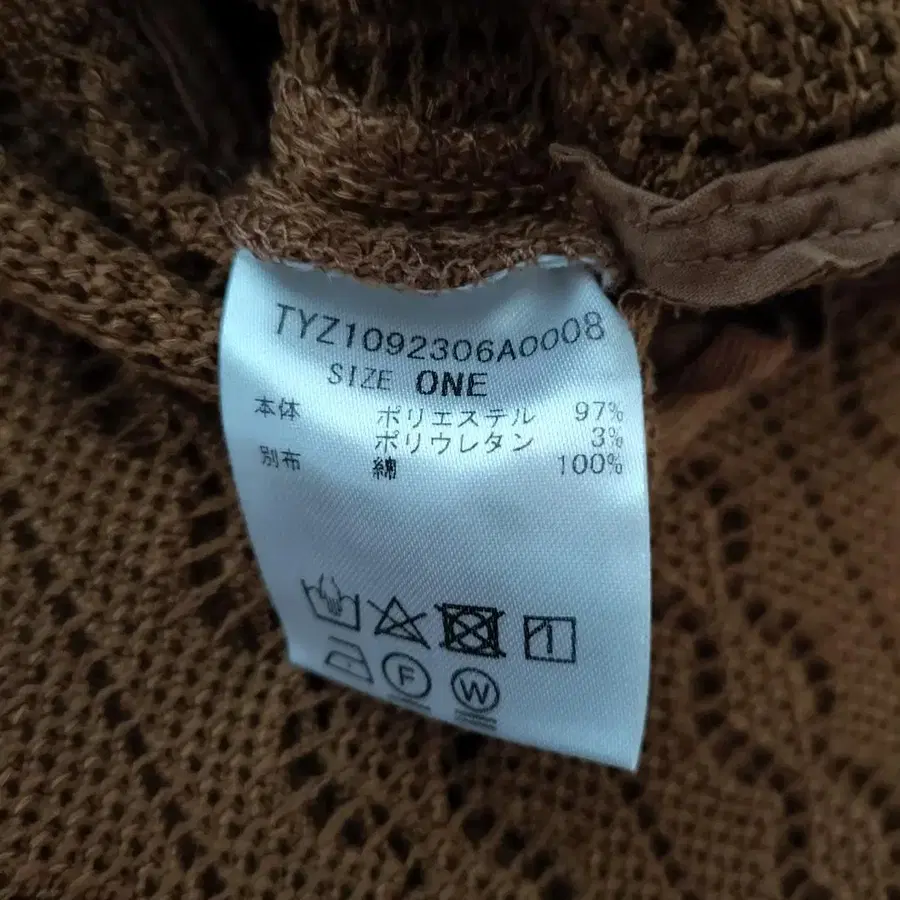 TYZ1092306A0008
SIZE ONE
本体 ポリエステル 97%
ポリウレタン 3%
別布 綿 100%
F
W